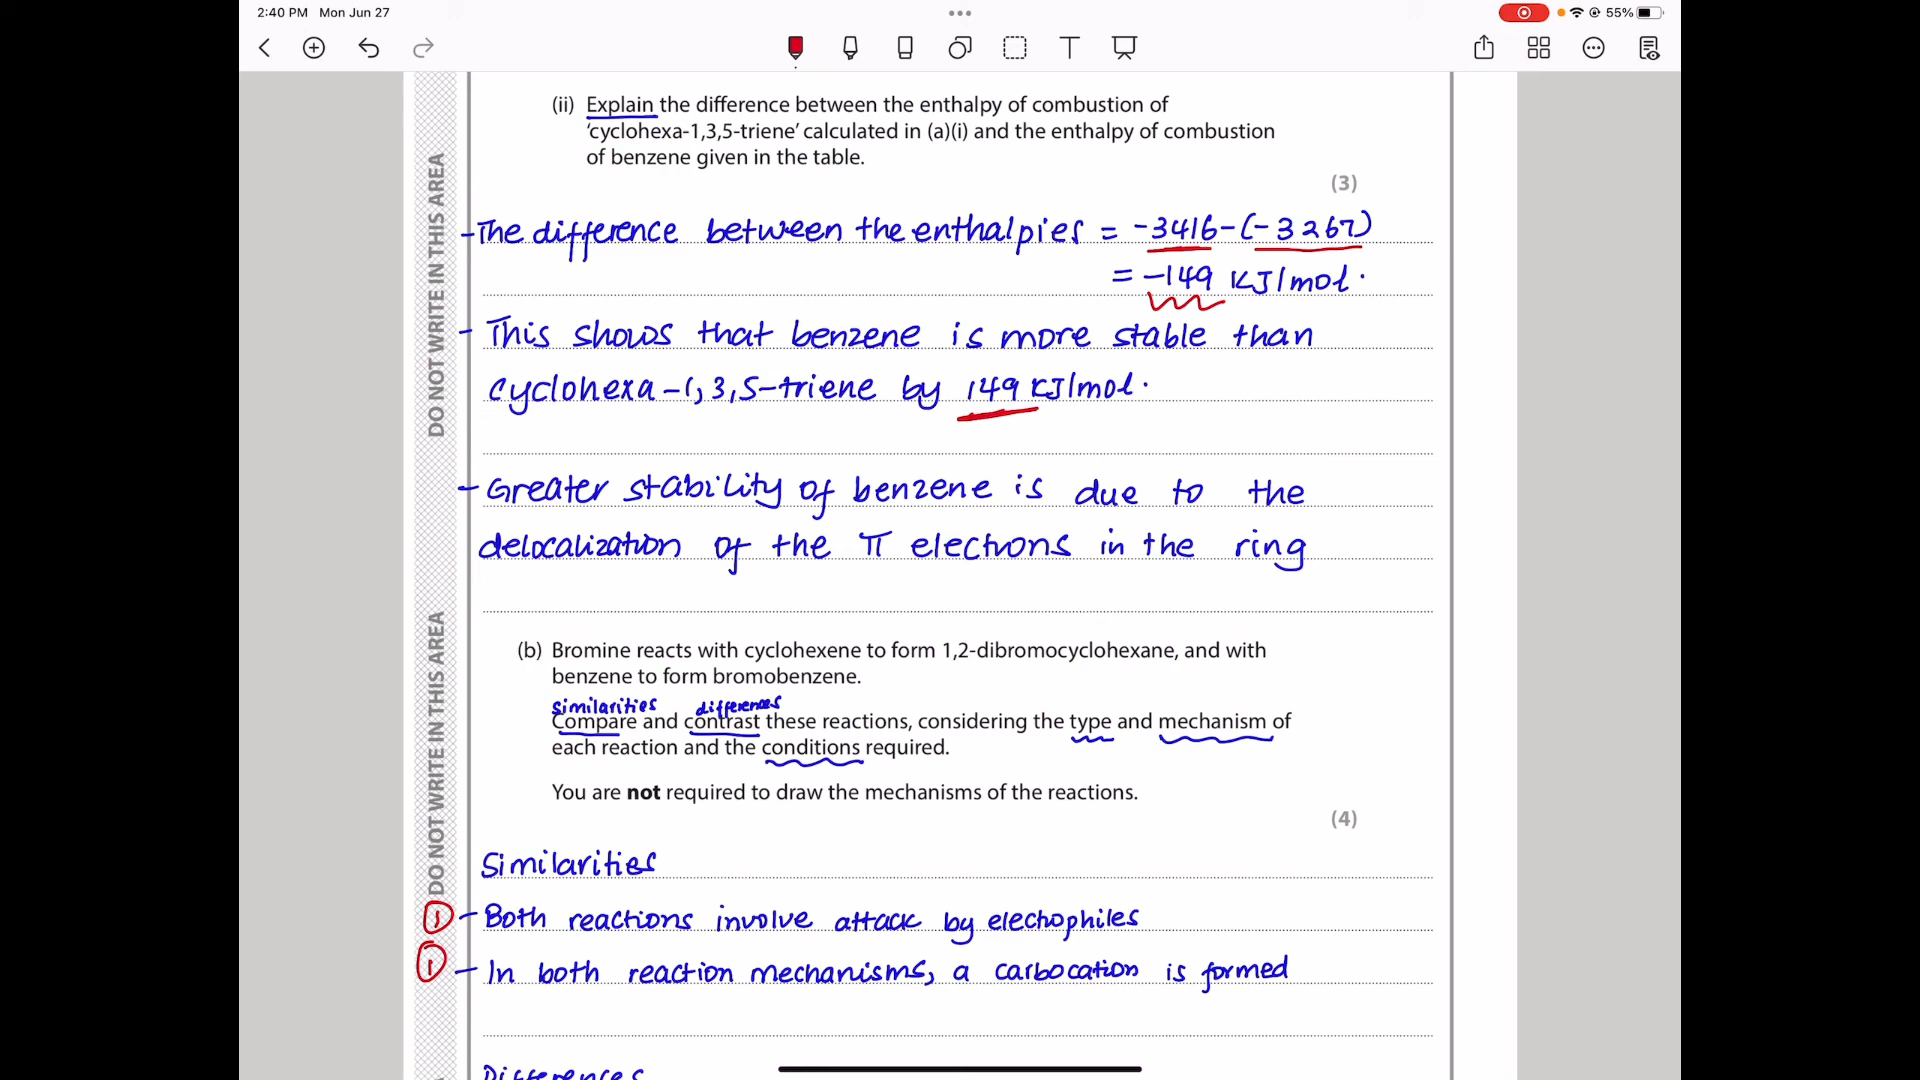 2:40 PM Mon Jun 27
55%
(ii) Explain the difference between the enthalpy of combustion of
'cyclohexa-1,3,5-triene' calculated in (a)(i) and the enthalpy of combustion
of benzene given in the table.
(3)
- The difference between the enthalpies = -3416-(-3267)
= -149 KJ/mol.
- This shows that benzene is more stable than
cyclohexa-1,3,5-triene by 149 KJ/mol.
- Greater stability of benzene is due to the
delocalization of the π electrons in the ring
(b) Bromine reacts with cyclohexene to form 1,2-dibromocyclohexane, and with
benzene to form bromobenzene.
similarities differences
Compare and contrast these reactions, considering the type and mechanism of
each reaction and the conditions required.
You are not required to draw the mechanisms of the reactions.
(4)
Similarities
1 - Both reactions involve attack by electrophiles
1 - In both reaction mechanisms, a carbocation is formed
Differences
DO NOT WRITE IN THIS AREA
DO NOT WRITE IN THIS AREA
T